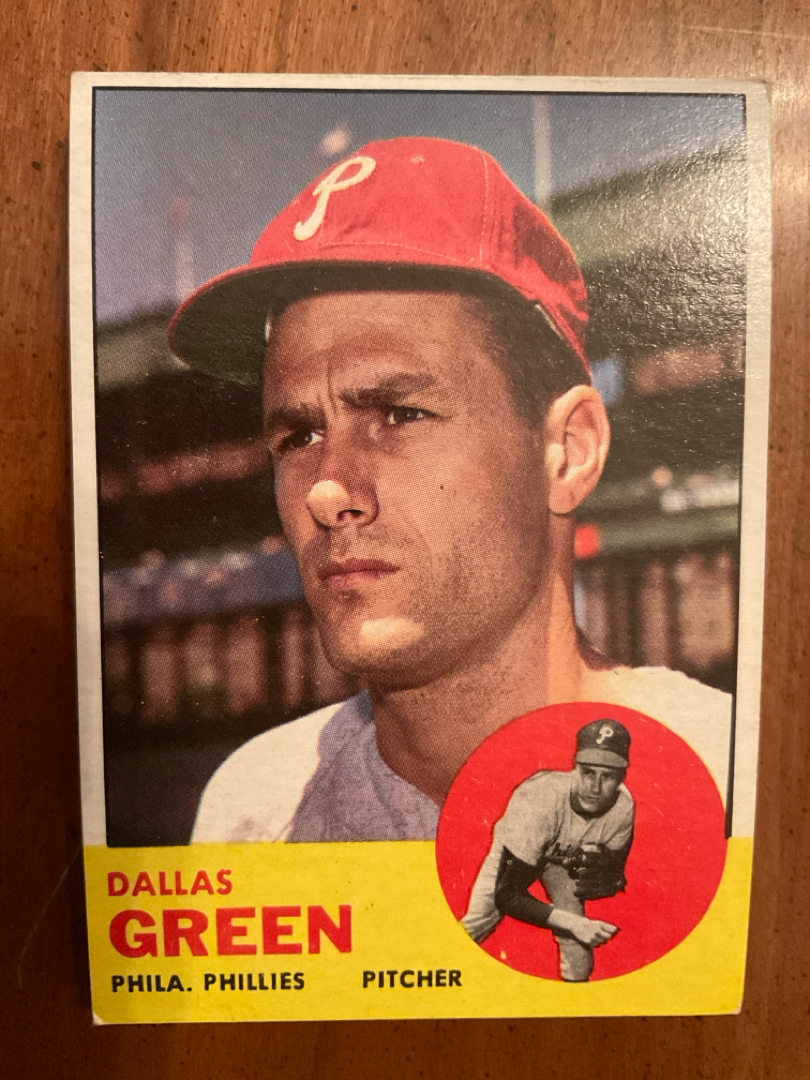 P
P
DALLAS
GREEN
PHILA. PHILLIES PITCHER